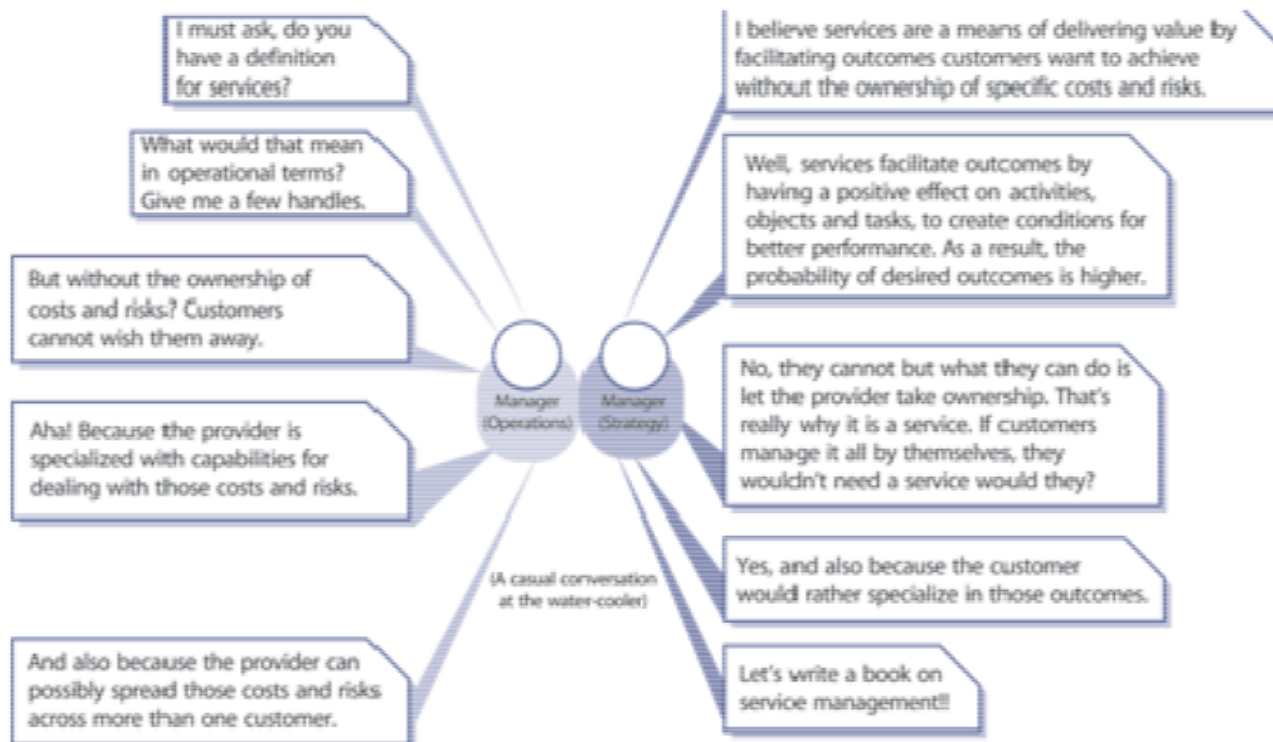 I must ask, do you
have a definition
for services?
I believe services are a means of delivering value by
facilitating outcomes customers want to achieve
without the ownership of specific costs and risks.
What would that mean
in operational terms?
Give me a few handles.
Well, services facilitate outcomes by
having a positive effect on activities,
objects and tasks, to create conditions for
better performance. As a result, the
probability of desired outcomes is higher.
But without the ownership of
costs and risks? Customers
cannot wish them away.
No, they cannot but what they can do is
let the provider take ownership. That's
really why it is a service. If customers
manage it all by themselves, they
wouldn't need a service would they?
Aha! Because the provider is
specialized with capabilities for
dealing with those costs and risks.
Yes, and also because the customer
would rather specialize in those outcomes.
And also because the provider can
possibly spread those costs and risks
across more than one customer.
Let's write a book on
service management!!
Manager
(Operations)
Manager
(Strategy)
(A casual conversation
at the water-cooler)